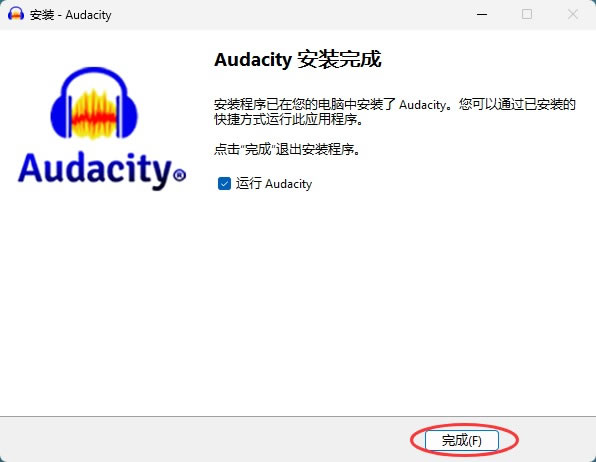 安装 - Audacity
Audacity®
Audacity 安装完成
安装程序已在您的电脑中安装了 Audacity。您可以通过已安装的
快捷方式运行此应用程序。
点击“完成”退出安装程序。
运行 Audacity
完成(F)